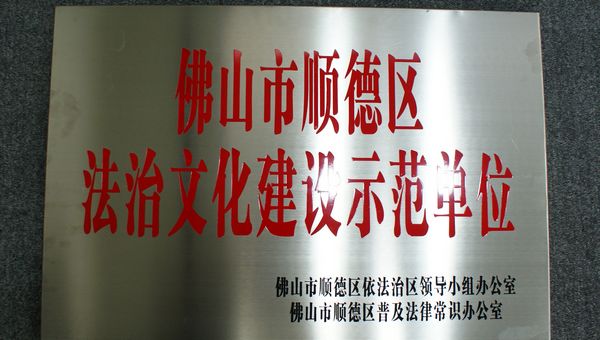 佛山市顺德区
法治文化建设示范单位
佛山市顺德区依法治区领导小组办公室
佛山市顺德区普及法律常识办公室